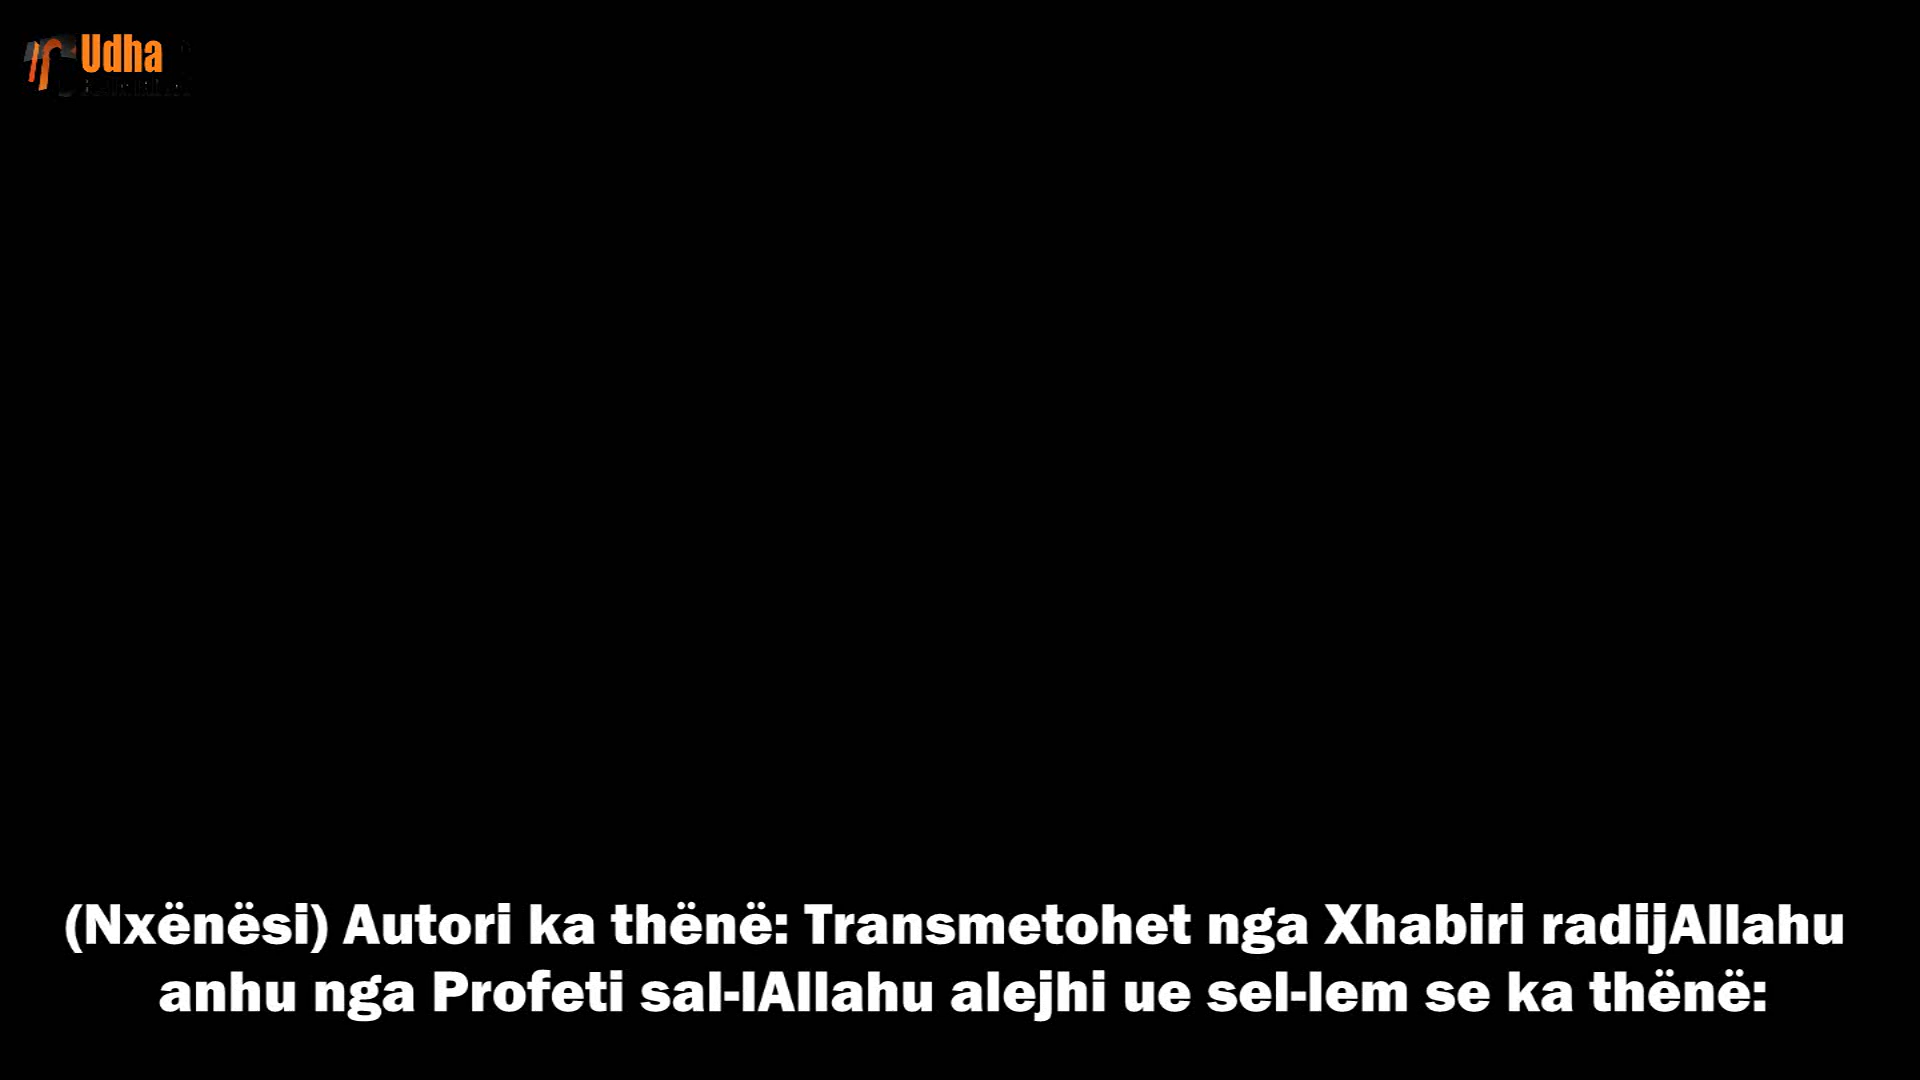 Udha
(Nxënësi) Autori ka thënë: Transmetohet nga Xhabiri radijAllahu
anhu nga Profeti sal-lAllahu alejhi ue sel-lem se ka thënë: